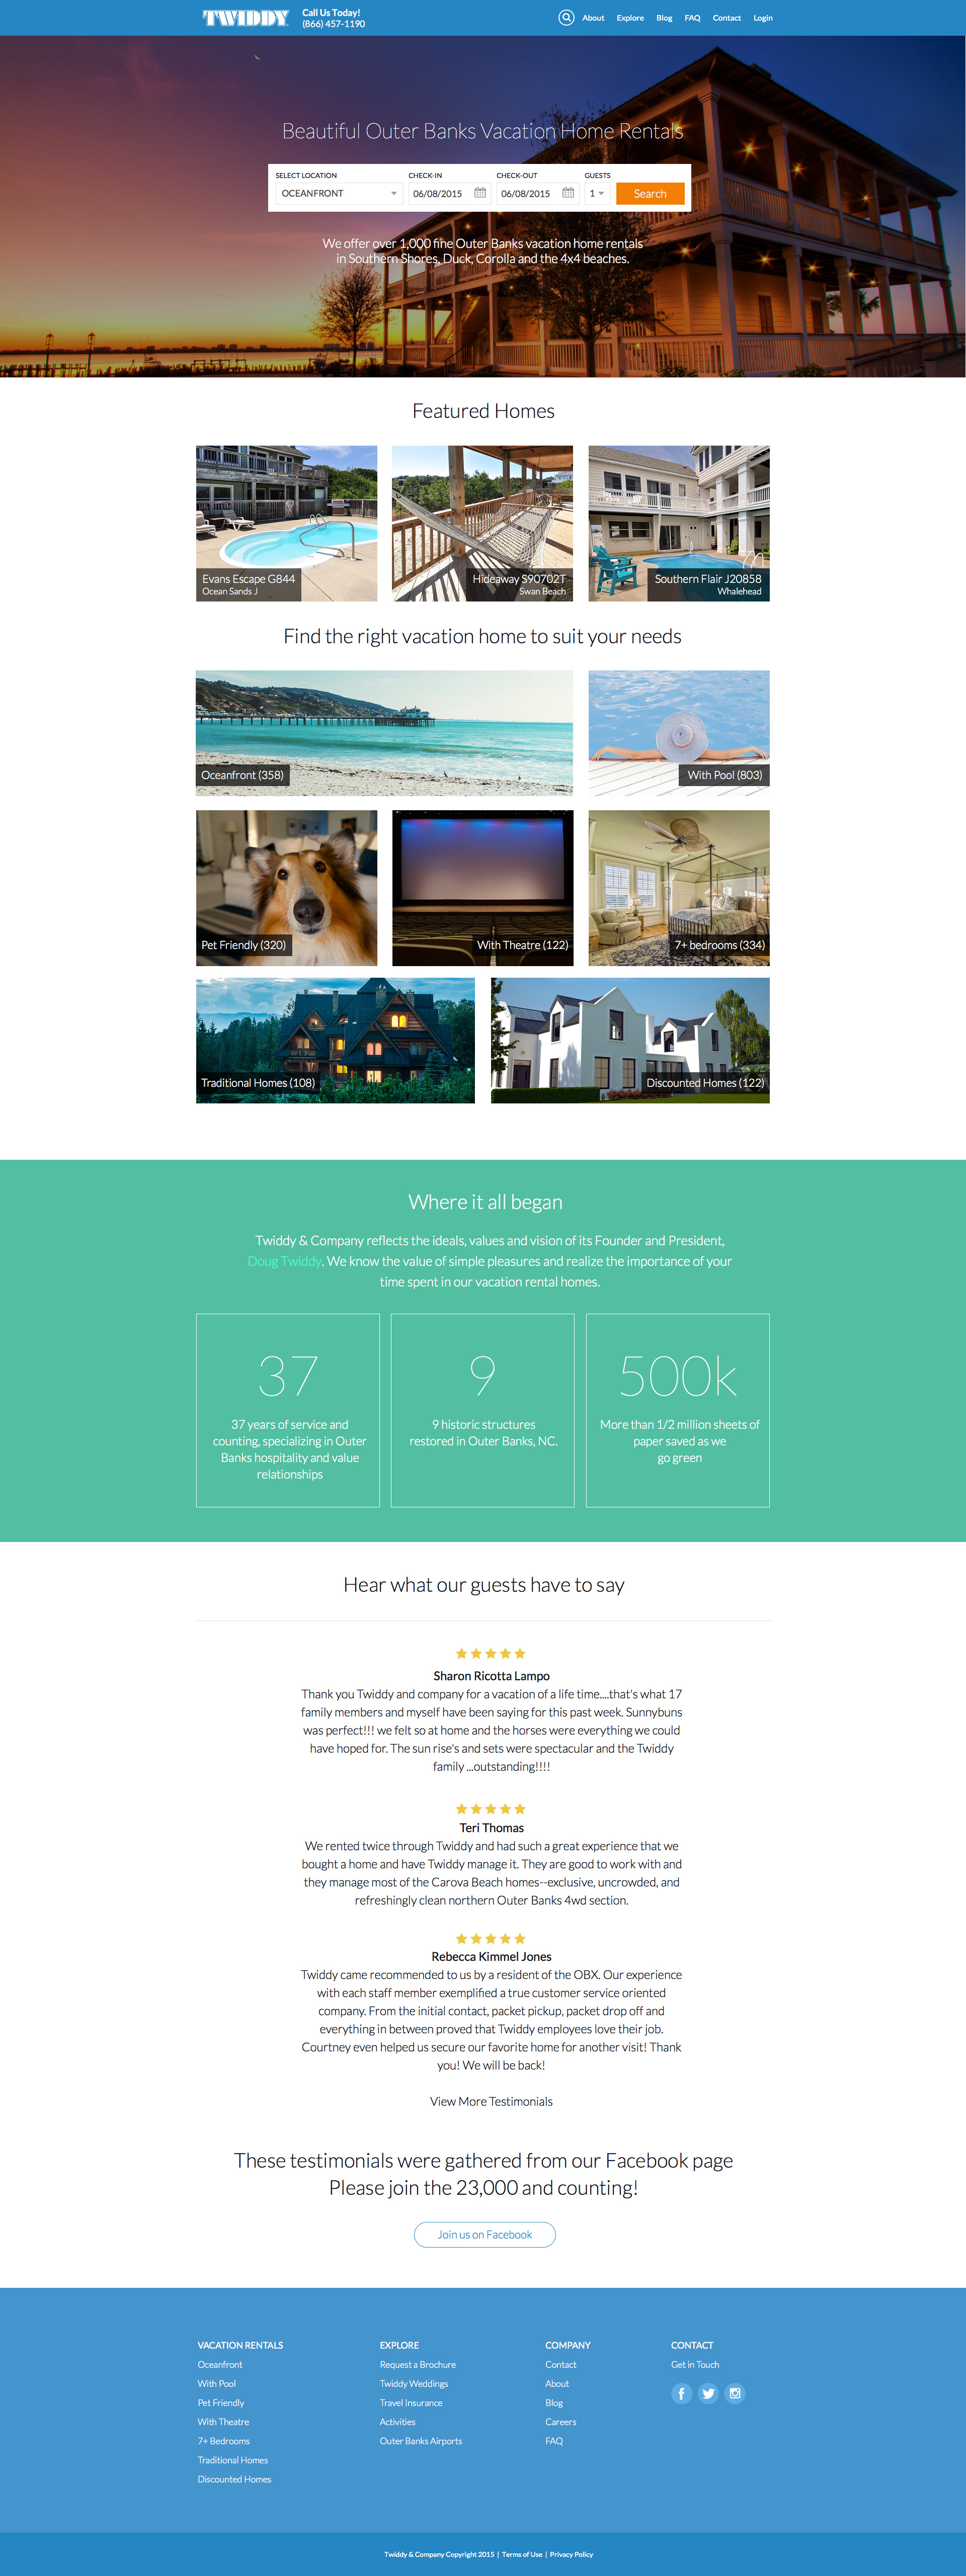 TWIDDY
Call Us Today!
(866) 457-1190
About Explore Blog FAQ Contact Login
Beautiful Outer Banks Vacation Home Rentals
SELECT LOCATION CHECK-IN CHECK-OUT GUESTS
OCEANFRONT 06/08/2015 06/08/2015 1 Search
We offer over 1,000 fine Outer Banks vacation home rentals
in Southern Shores, Duck, Corolla and the 4x4 beaches.
Featured Homes
Evans Escape G844
Ocean Sands J
Hideaway S90702T
Swan Beach
Southern Flair J20858
Whalehead
Find the right vacation home to suit your needs
Oceanfront (358)
With Pool (803)
Pet Friendly (320)
With Theatre (122)
7+ bedrooms (334)
Traditional Homes (108)
Discounted Homes (122)
Where it all began
Twiddy & Company reflects the ideals, values and vision of its Founder and President,
Doug Twiddy. We know the value of simple pleasures and realize the importance of your
time spent in our vacation rental homes.
37
37 years of service and
counting, specializing in Outer
Banks hospitality and value
relationships
9
9 historic structures
restored in Outer Banks, NC.
500k
More than 1/2 million sheets of
paper saved as we
go green
Hear what our guests have to say
Sharon Ricotta Lampo
Thank you Twiddy and company for a vacation of a life time....that's what 17
family members and myself have been saying for this past week. Sunnybuns
was perfect!!! we felt so at home and the horses were everything we could
have hoped for. The sun rise's and sets were spectacular and the Twiddy
family ...outstanding!!!!
Teri Thomas
We rented twice through Twiddy and had such a great experience that we
bought a home and have Twiddy manage it. They are good to work with and
they manage most of the Carova Beach homes--exclusive, uncrowded, and
refreshingly clean northern Outer Banks 4wd section.
Rebecca Kimmel Jones
Twiddy came recommended to us by a resident of the OBX. Our experience
with each staff member exemplified a true customer service oriented
company. From the initial contact, packet pickup, packet drop off and
everything in between proved that Twiddy employees love their job.
Courtney even helped us secure our favorite home for another visit! Thank
you! We will be back!
View More Testimonials
These testimonials were gathered from our Facebook page
Please join the 23,000 and counting!
Join us on Facebook
VACATION RENTALS
Oceanfront
With Pool
Pet Friendly
With Theatre
7+ Bedrooms
Traditional Homes
Discounted Homes
EXPLORE
Request a Brochure
Twiddy Weddings
Travel Insurance
Activities
Outer Banks Airports
COMPANY
Contact
About
Blog
Careers
FAQ
CONTACT
Get in Touch
Twiddy & Company Copyright 2015 | Terms of Use | Privacy Policy